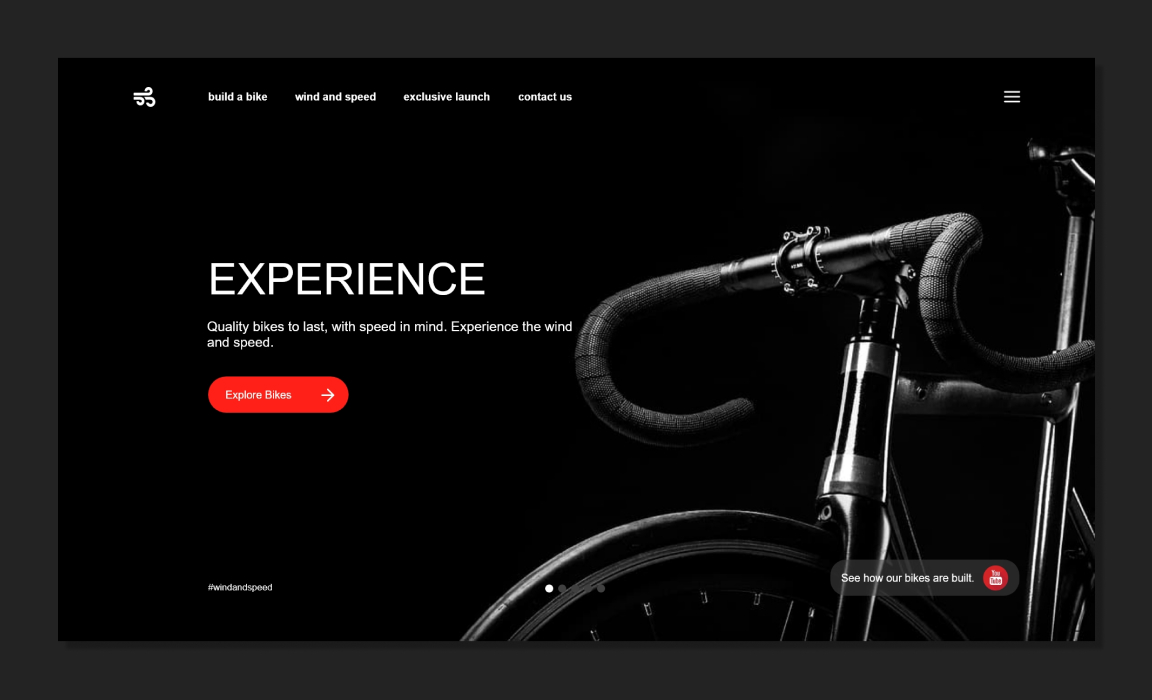 build a bike
wind and speed
exclusive launch
contact us
EXPERIENCE
Quality bikes to last, with speed in mind. Experience the wind
and speed.
Explore Bikes
#windandspeed
See how our bikes are built.
You
Tube